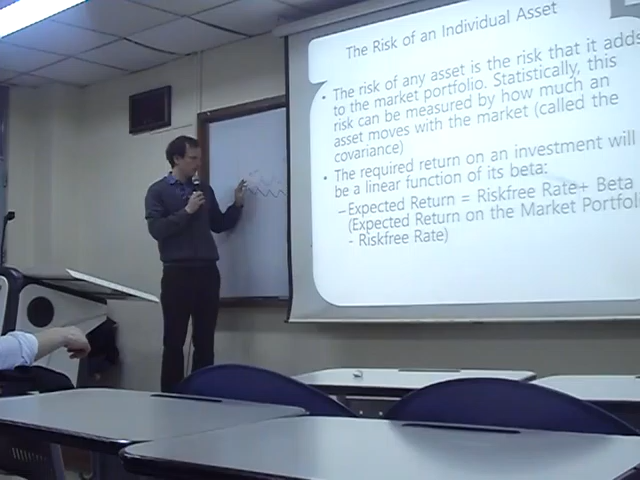 The Risk of an Individual Asset
• The risk of any asset is the risk that it adds
to the market portfolio. Statistically, this
risk can be measured by how much an
asset moves with the market (called the
covariance)
• The required return on an investment will
be a linear function of its beta:
– Expected Return = Riskfree Rate+ Beta
(Expected Return on the Market Portfoli
- Riskfree Rate)